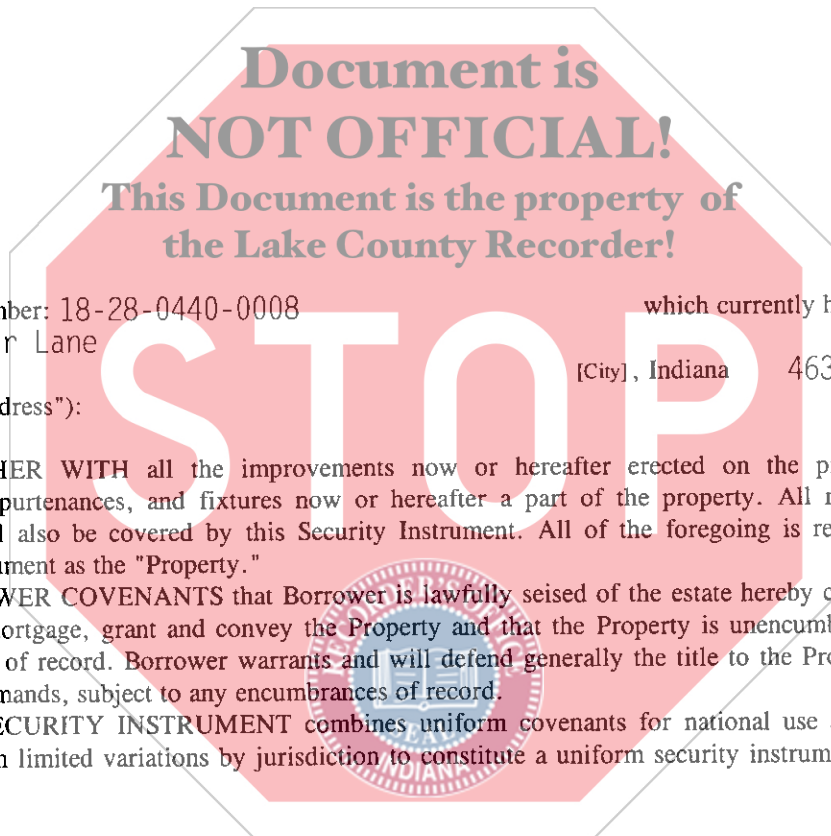 Document is
NOT OFFICIAL!
This Document is the property of
the Lake County Recorder!
nber: 18-28-0440-0008 which currently h
r Lane
[City], Indiana 463
dress"):
STOP
HER WITH all the improvements now or hereafter erected on the p
purtenances, and fixtures now or hereafter a part of the property. All r
l also be covered by this Security Instrument. All of the foregoing is re
ument as the "Property."
WER COVENANTS that Borrower is lawfully seised of the estate hereby c
ortgage, grant and convey the Property and that the Property is unencumb
of record. Borrower warrants and will defend generally the title to the Pro
mands, subject to any encumbrances of record.
ECURITY INSTRUMENT combines uniform covenants for national use
h limited variations by jurisdiction to constitute a uniform security instrum
RECORDER'S OFFICE
SEAL
INDIANA